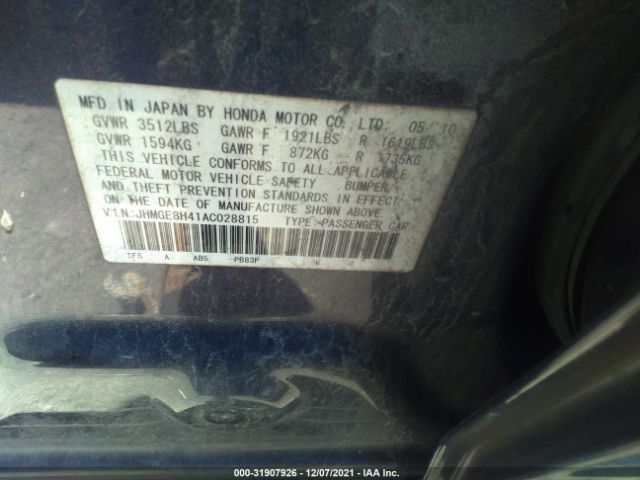 MFD. IN JAPAN BY HONDA MOTOR CO., LTD. 05/10
GVWR 3512LBS GAWR F 1921LBS R 1619LBS
GVWR 1594KG GAWR F 872KG R 735KG
THIS VEHICLE CONFORMS TO ALL APPLICABLE
FEDERAL MOTOR VEHICLE SAFETY, BUMPER,
AND THEFT PREVENTION STANDARDS IN EFFECT
ON THE DATE OF MANUFACTURE SHOWN ABOVE.
V.I.N.:JHMGE8H41AC028815 TYPE:PASSENGER CAR
TF5 A AB5 -PB83P
000-31907926 - 12/07/2021 - IAA Inc.